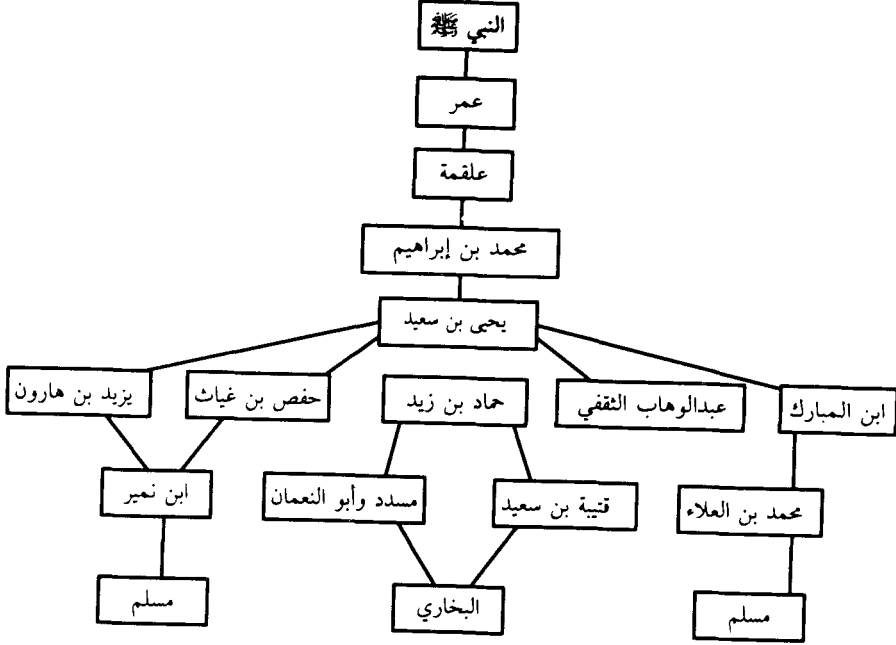 النبي ﷺ
عمر
علقمة
محمد بن إبراهيم
يحيى بن سعيد
ابن المبارك
عبدالوهاب الثقفي
حماد بن زيد
حفص بن غياث
يزيد بن هارون
محمد بن العلاء
قتيبة بن سعيد
مسدد وأبو النعمان
ابن نمير
مسلم
البخاري
مسلم